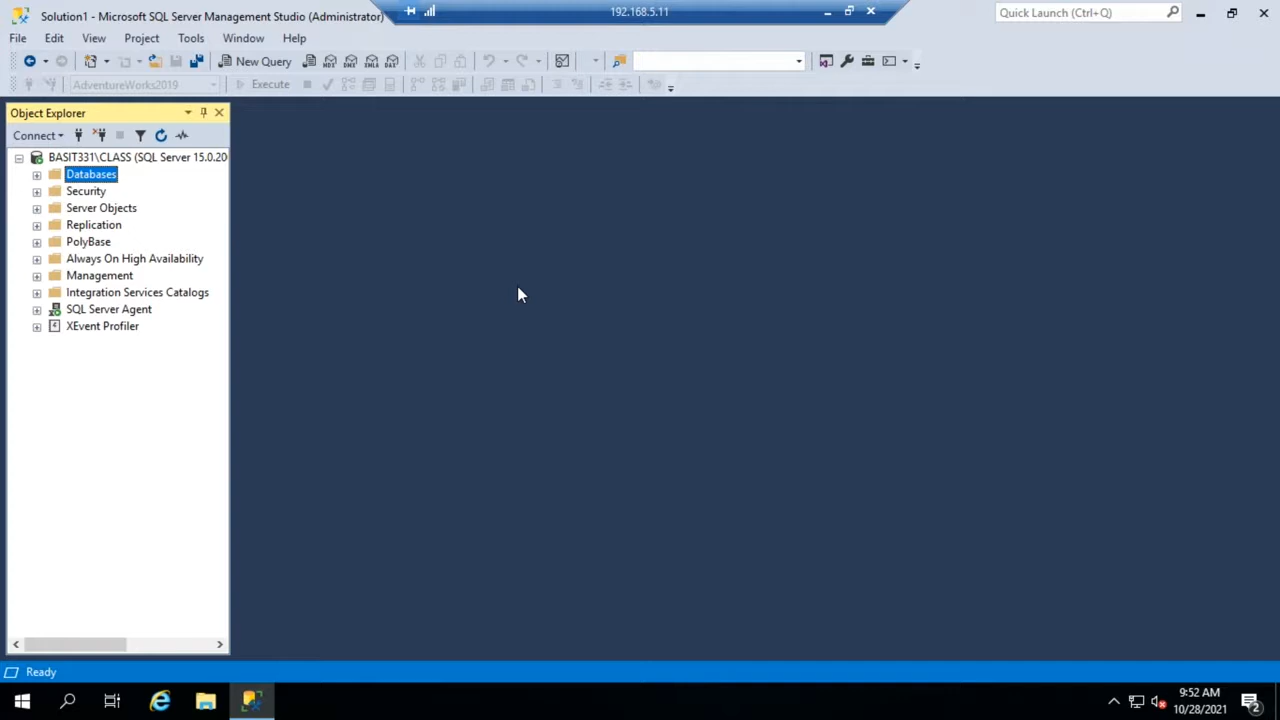 Solution1 - Microsoft SQL Server Management Studio (Administrator)
192.168.5.11
Quick Launch (Ctrl+Q)
File Edit View Project Tools Window Help
New Query
AdventureWorks2019
Execute
Object Explorer
Connect
BASIT331\CLASS (SQL Server 15.0.20
Databases
Security
Server Objects
Replication
PolyBase
Always On High Availability
Management
Integration Services Catalogs
SQL Server Agent
XEvent Profiler
Ready
9:52 AM
10/28/2021
2